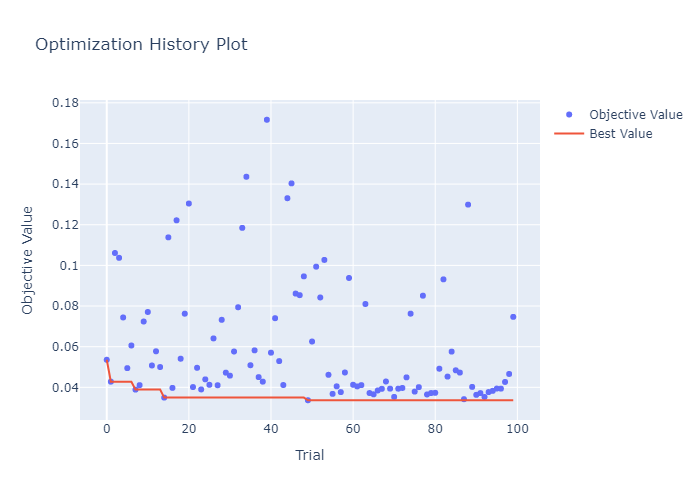 Optimization History Plot
0.18
0.16
0.14
0.12
0.1
0.08
0.06
0.04
Objective Value
0
20
40
60
80
100
Trial
Objective Value
Best Value